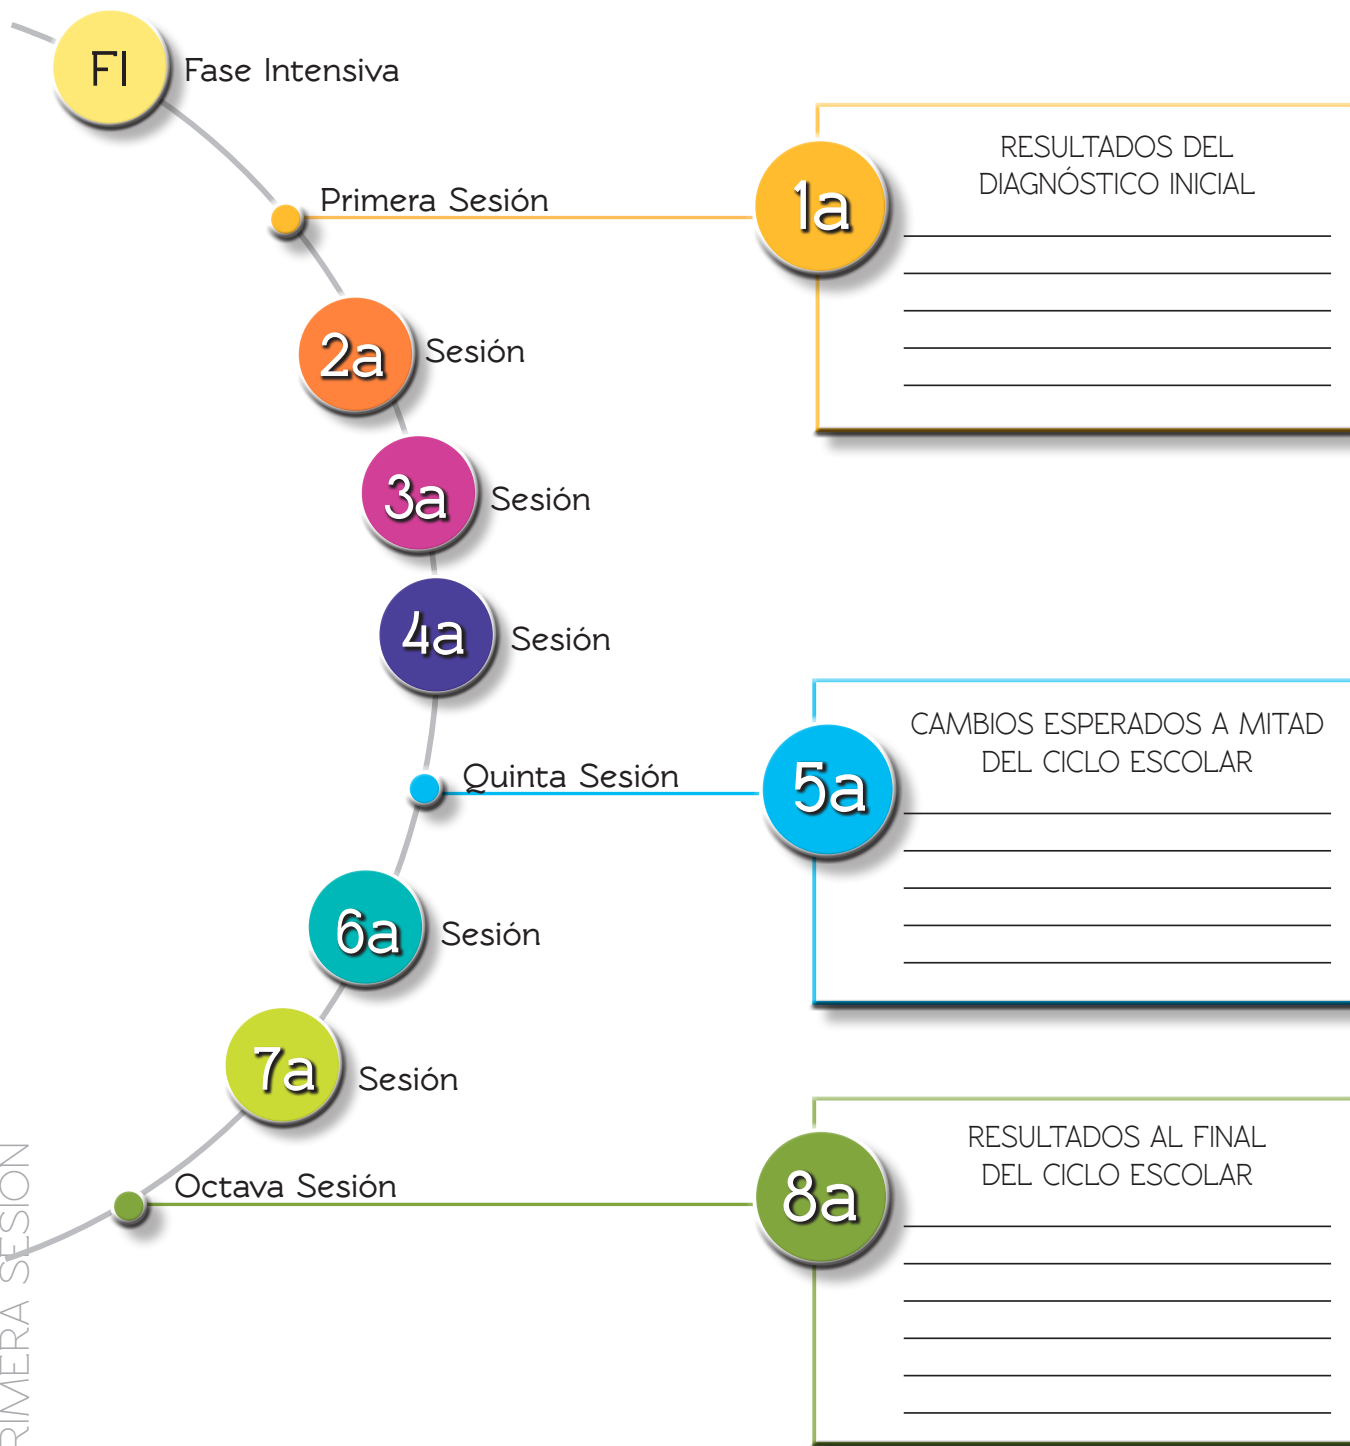 FI
Fase Intensiva
Primera Sesión
1a
RESULTADOS DEL
DIAGNÓSTICO INICIAL
2a
Sesión
3a
Sesión
4a
Sesión
Quinta Sesión
5a
CAMBIOS ESPERADOS A MITAD
DEL CICLO ESCOLAR
6a
Sesión
7a
Sesión
Octava Sesión
8a
RESULTADOS AL FINAL
DEL CICLO ESCOLAR
RIMERA SESIÓN